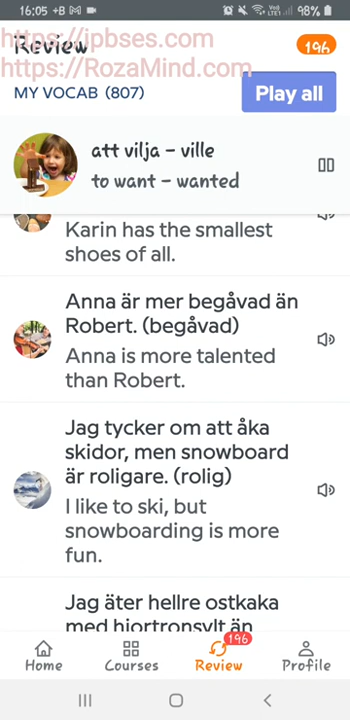 16:05 +B 98%
https://jpbses.com
Review
196
https://RozaMind.com
MY VOCAB (807)
Play all
att vilja – ville
to want – wanted
Karin has the smallest
shoes of all.
Anna är mer begåvad än
Robert. (begåvad)
Anna is more talented
than Robert.
Jag tycker om att åka
skidor, men snowboard
är roligare. (rolig)
I like to ski, but
snowboarding is more
fun.
Jag äter hellre ostkaka
med hjortronsylt än
196
Home
Courses
Review
Profile